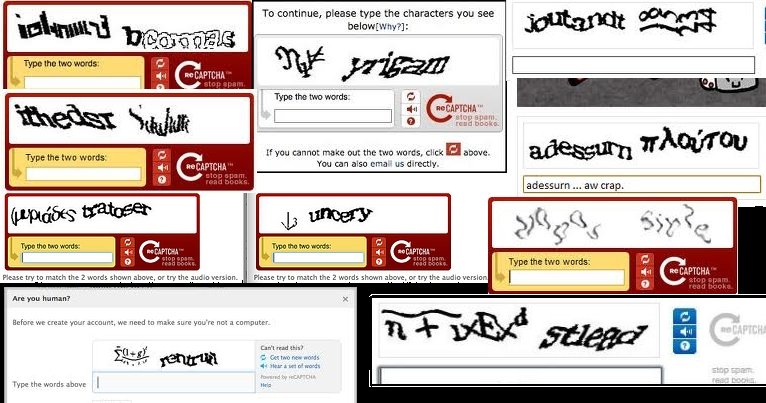 bcornas
Type the two words:
reCAPTCHA™
stop spam.
read books.
To continue, please type the characters you see
below[Why?]:
yrigam
Type the two words:
reCAPTCHA™
stop spam.
read books.
If you cannot make out the two words, click above.
You can also email us directly.
joutandt
ithedsr
Type the two words:
reCAPTCHA™
stop spam.
read books.
adessurn πλούτου
adessurn ... aw crap.
μυριάδες tratoser
Type the two words:
reCAPTCHA™
stop spam.
read books.
Please try to match the 2 words shown above, or try the audio version.
uncery
Type the two words:
reCAPTCHA™
stop spam.
read books.
Please try to match the 2 words shown above, or try the audio version.
Type the two words:
reCAPTCHA™
stop spam.
read books.
Are you human?
Before we create your account, we need to make sure you're not a computer.
Can't read this?
Get two new words
Hear a set of words
Powered by reCAPTCHA
Help
Type the words above
stlead
reCAPTCHA
stop spam.
read books.